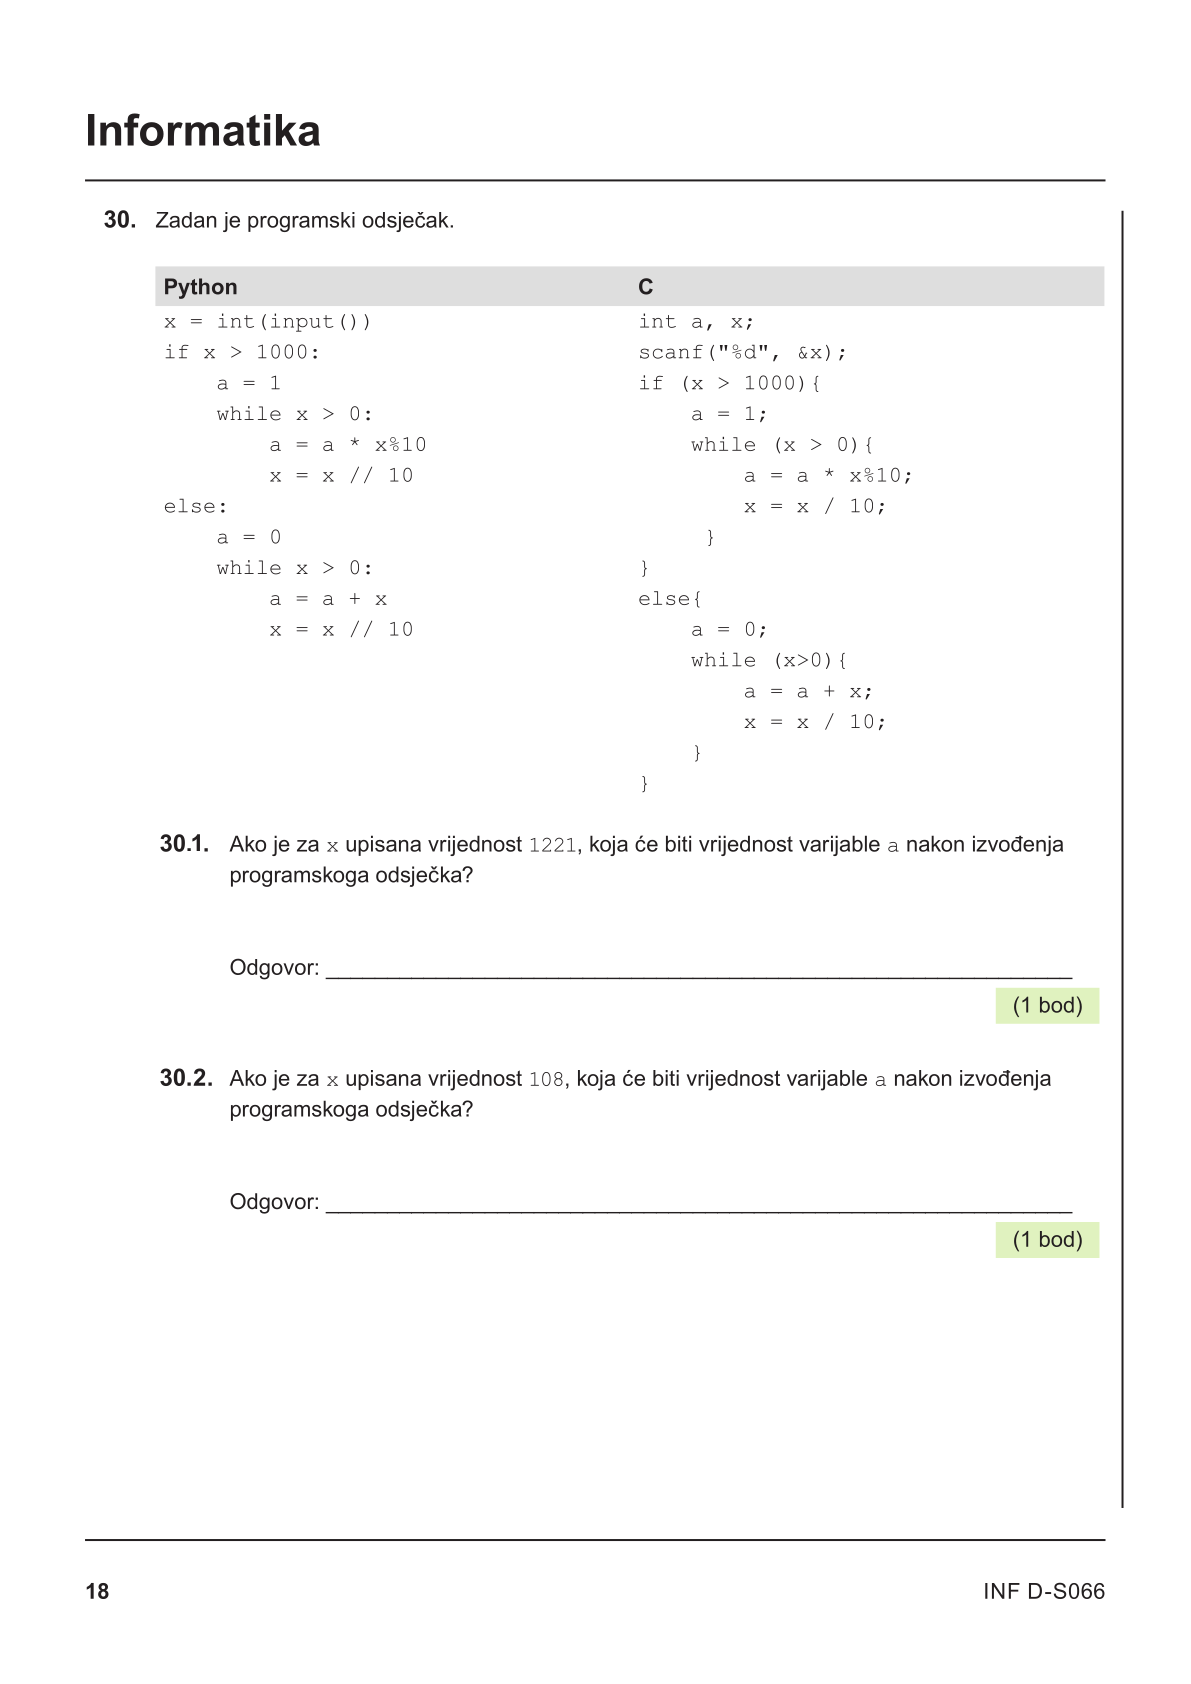 Informatika
30. Zadan je programski odsječak.
Python
x = int(input())
if x > 1000:
    a = 1
    while x > 0:
        a = a * x%10
        x = x // 10
else:
    a = 0
    while x > 0:
        a = a + x
        x = x // 10
C
int a, x;
scanf("%d", &x);
if (x > 1000){
    a = 1;
    while (x > 0){
        a = a * x%10;
        x = x / 10;
     }
}
else{
    a = 0;
    while (x>0){
        a = a + x;
        x = x / 10;
    }
}
30.1. Ako je za x upisana vrijednost 1221, koja će biti vrijednost varijable a nakon izvođenja
programskoga odsječka?
Odgovor: ____________________________________________________________
(1 bod)
30.2. Ako je za x upisana vrijednost 108, koja će biti vrijednost varijable a nakon izvođenja
programskoga odsječka?
Odgovor: ____________________________________________________________
(1 bod)
18
INF D-S066